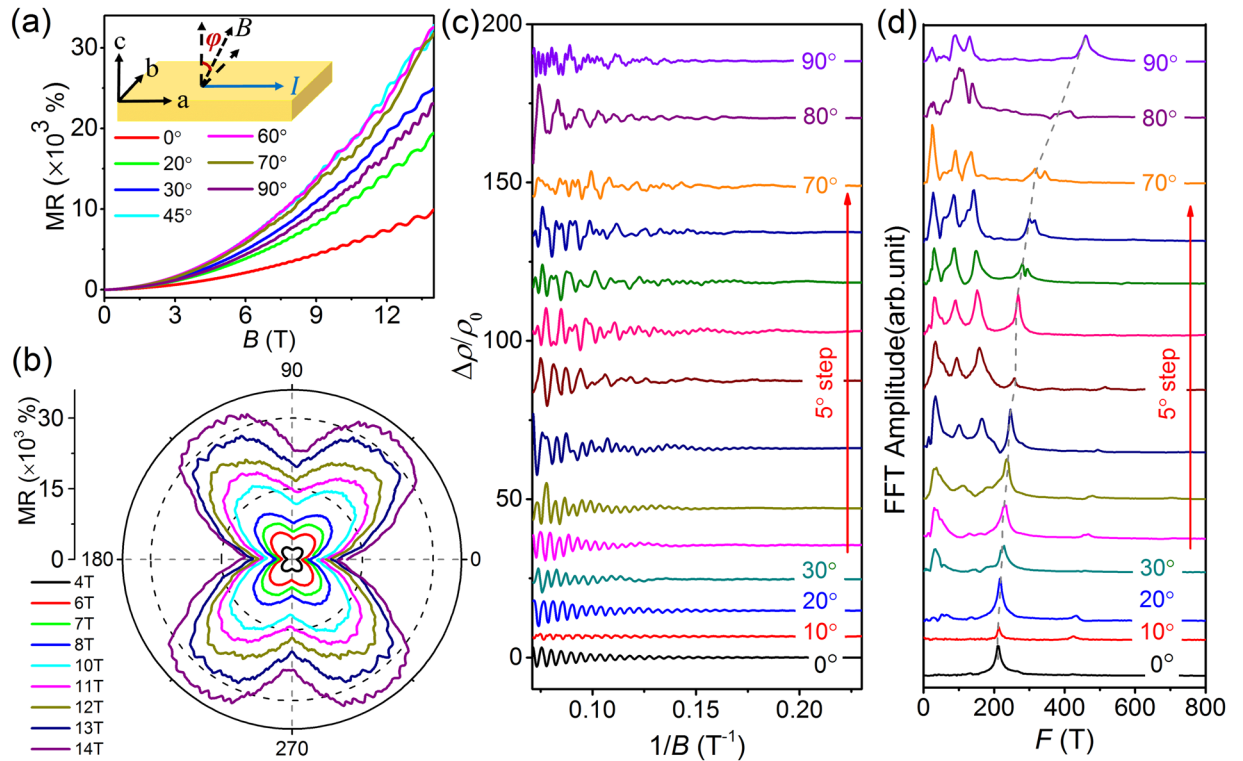 (a)
MR (×10³ %)
30
25
20
15
10
5
0
0 3 6 9 12
B (T)
c
b
a
φ
B
I
0°
20°
30°
45°
60°
70°
90°
(b)
MR (×10³ %)
30
15
0
90
180
0
270
4T
6T
7T
8T
10T
11T
12T
13T
14T
(c)
Δρ/ρ₀
200
150
100
50
0
90°
80°
70°
5° step
30°
20°
10°
0°
0.10 0.15 0.20
1/B (T⁻¹)
(d)
FFT Amplitude(arb.unit)
90°
80°
70°
5° step
30°
20°
10°
0°
0 200 400 600 800
F (T)